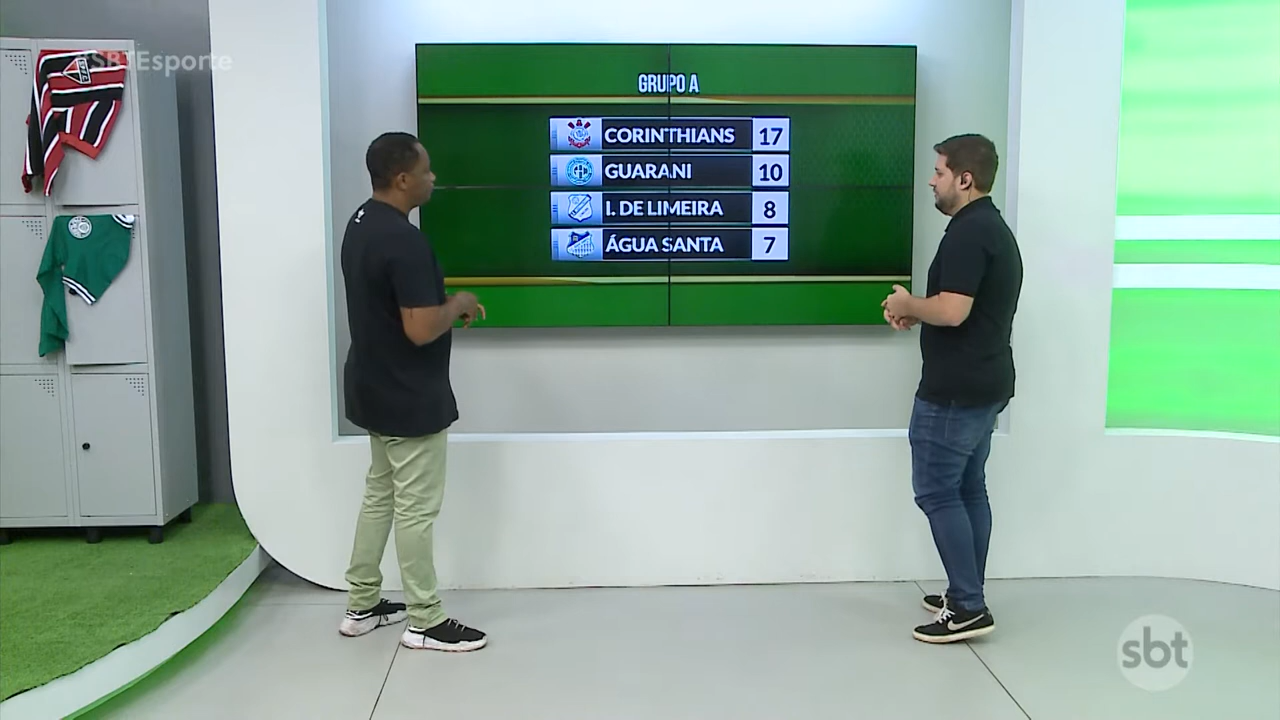 #SBTEsporte
GRUPO A
CORINTHIANS 17
GUARANI 10
I. DE LIMEIRA 8
ÁGUA SANTA 7
sbt